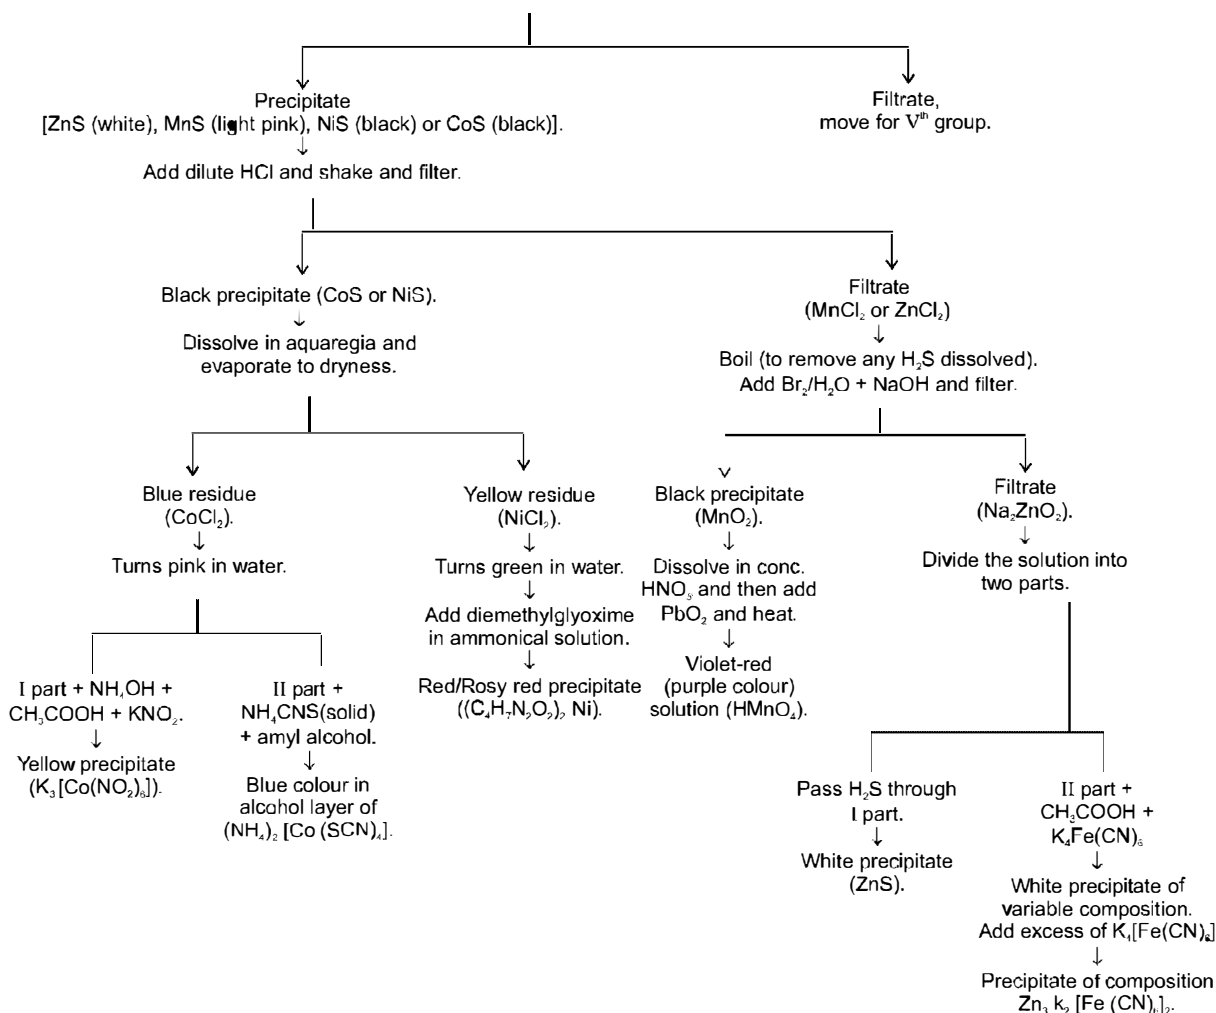 Precipitate
[ZnS (white), MnS (light pink), NiS (black) or CoS (black)].
Filtrate,
move for Vth group.
Add dilute HCl and shake and filter.
Black precipitate (CoS or NiS).
Dissolve in aquaregia and
evaporate to dryness.
Filtrate
(MnCl₂ or ZnCl₂)
Boil (to remove any H₂S dissolved).
Add Br₂/H₂O + NaOH and filter.
Blue residue
(CoCl₂).
Turns pink in water.
Yellow residue
(NiCl₂).
Turns green in water.
Add diemethylglyoxime
in ammonical solution.
Red/Rosy red precipitate
((C₄H₇N₂O₂)₂ Ni).
Black precipitate
(MnO₂).
Dissolve in conc.
HNO₃ and then add
PbO₂ and heat.
Violet-red
(purple colour)
solution (HMnO₄).
Filtrate
(Na₂ZnO₂).
Divide the solution into
two parts.
I part + NH₄OH +
CH₃COOH + KNO₂.
Yellow precipitate
(K₃[Co(NO₂)₆]).
II part +
NH₄CNS(solid)
+ amyl alcohol.
Blue colour in
alcohol layer of
(NH₄)₂ [Co (SCN)₄].
Pass H₂S through
I part.
White precipitate
(ZnS).
II part +
CH₃COOH +
K₄Fe(CN)₆
White precipitate of
variable composition.
Add excess of K₄[Fe(CN)₆]
Precipitate of composition
Zn₃ k₂ [Fe (CN)₆]₂.